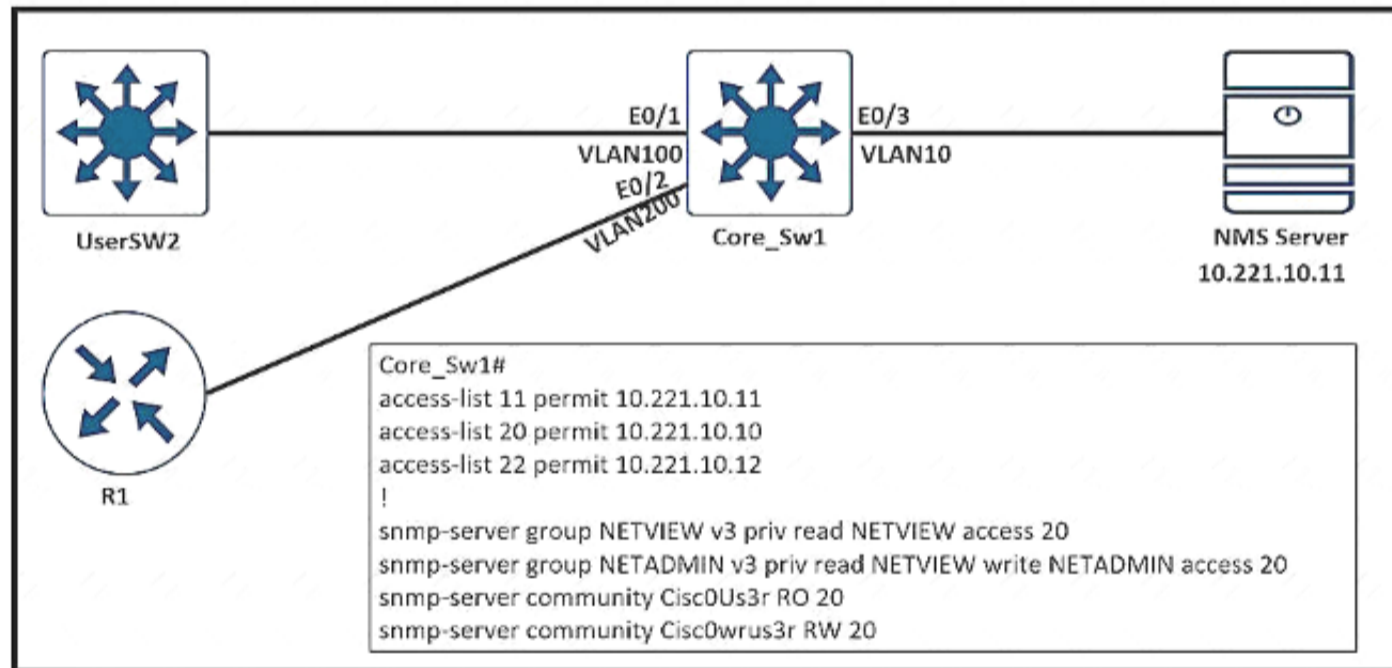 E0/1
E0/3
VLAN100
VLAN10
E0/2
VLAN200
UserSW2
Core_Sw1
NMS Server
10.221.10.11
R1
Core_Sw1#
access-list 11 permit 10.221.10.11
access-list 20 permit 10.221.10.10
access-list 22 permit 10.221.10.12
!
snmp-server group NETVIEW v3 priv read NETVIEW access 20
snmp-server group NETADMIN v3 priv read NETVIEW write NETADMIN access 20
snmp-server community Cisc0Us3r RO 20
snmp-server community Cisc0wrus3r RW 20